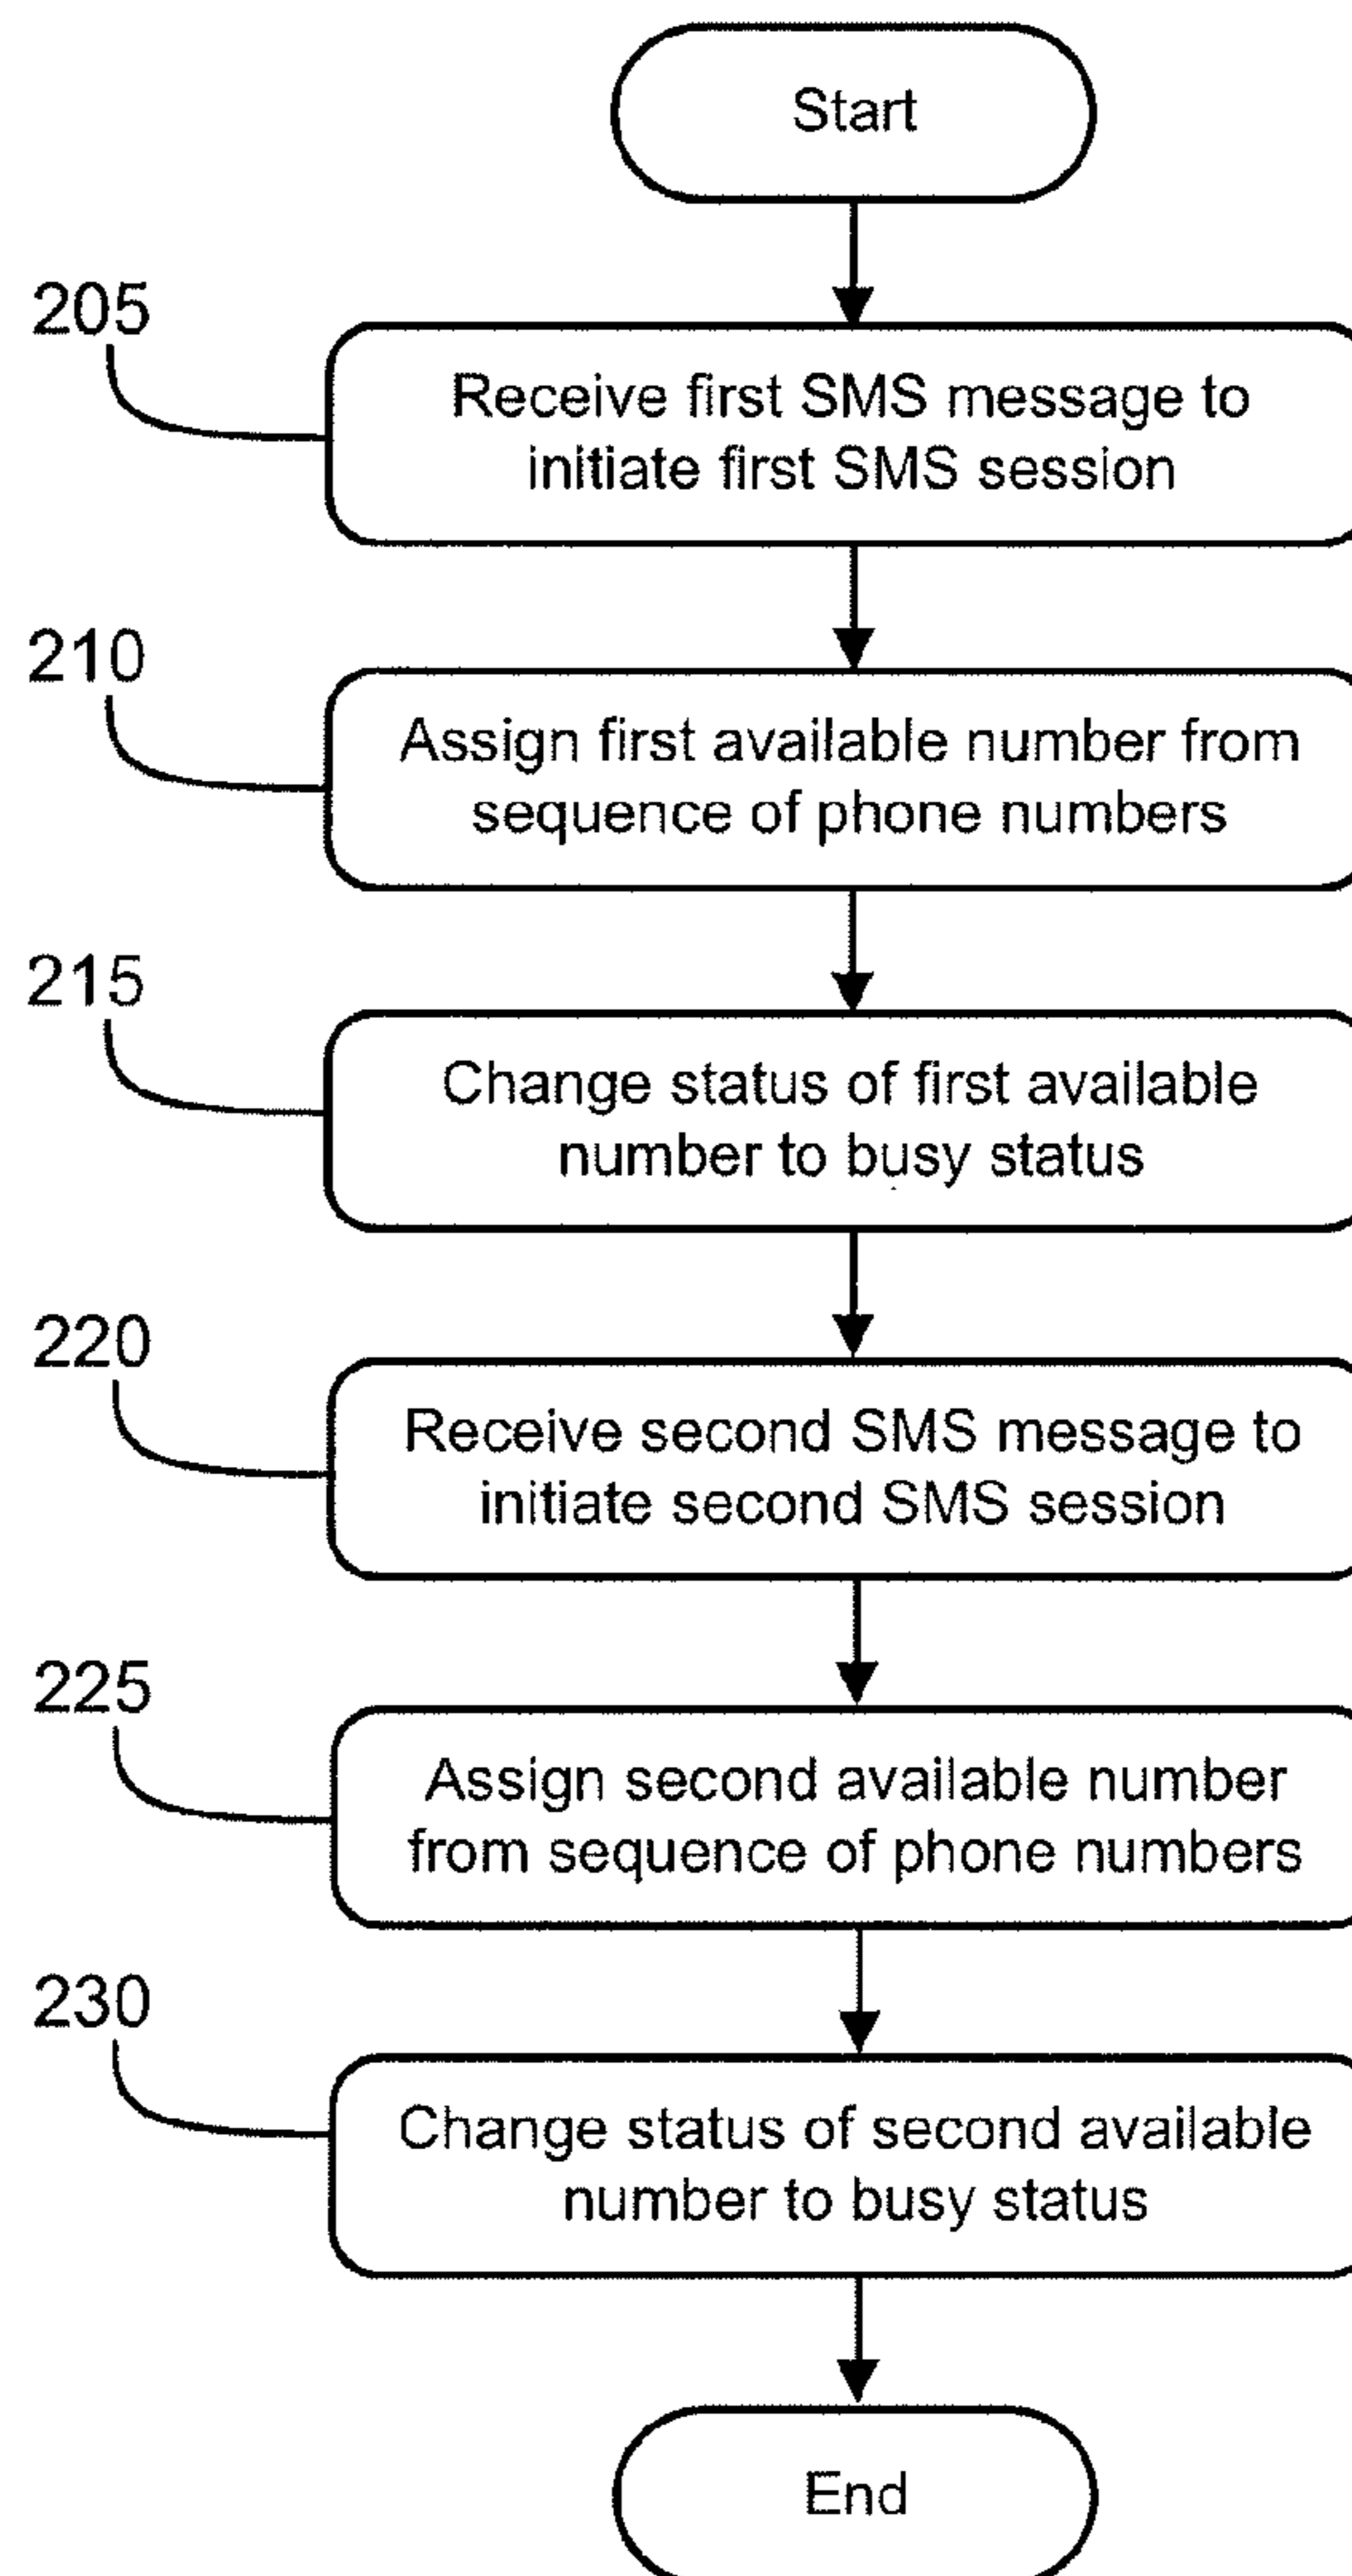 Start
205
Receive first SMS message to
initiate first SMS session
210
Assign first available number from
sequence of phone numbers
215
Change status of first available
number to busy status
220
Receive second SMS message to
initiate second SMS session
225
Assign second available number
from sequence of phone numbers
230
Change status of second available
number to busy status
End